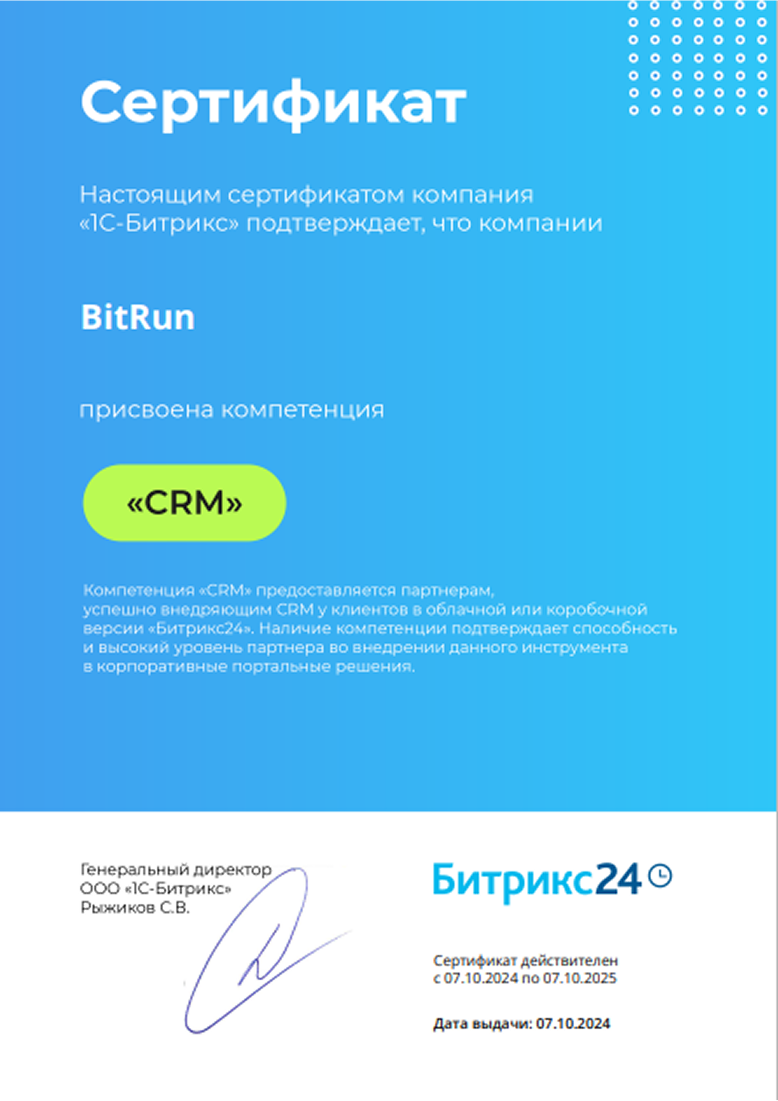 Сертификат
Настоящим сертификатом компания
«1С-Битрикс» подтверждает, что компании
BitRun
присвоена компетенция
«CRM»
Компетенция «CRM» предоставляется партнерам,
успешно внедряющим CRM у клиентов в облачной или коробочной
версии «Битрикс24». Наличие компетенции подтверждает способность
и высокий уровень партнера во внедрении данного инструмента
в корпоративные портальные решения.
Генеральный директор
ООО «1С-Битрикс»
Рыжиков С.В.
Битрикс24
Сертификат действителен
с 07.10.2024 по 07.10.2025
Дата выдачи: 07.10.2024